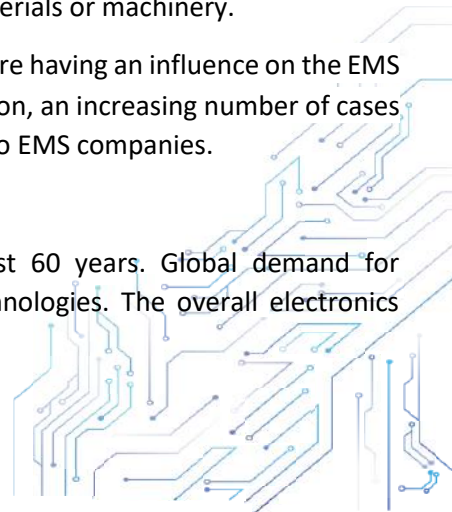 erials or machinery.
re having an influence on the EMS
on, an increasing number of cases
o EMS companies.
st 60 years. Global demand for
hnologies. The overall electronics